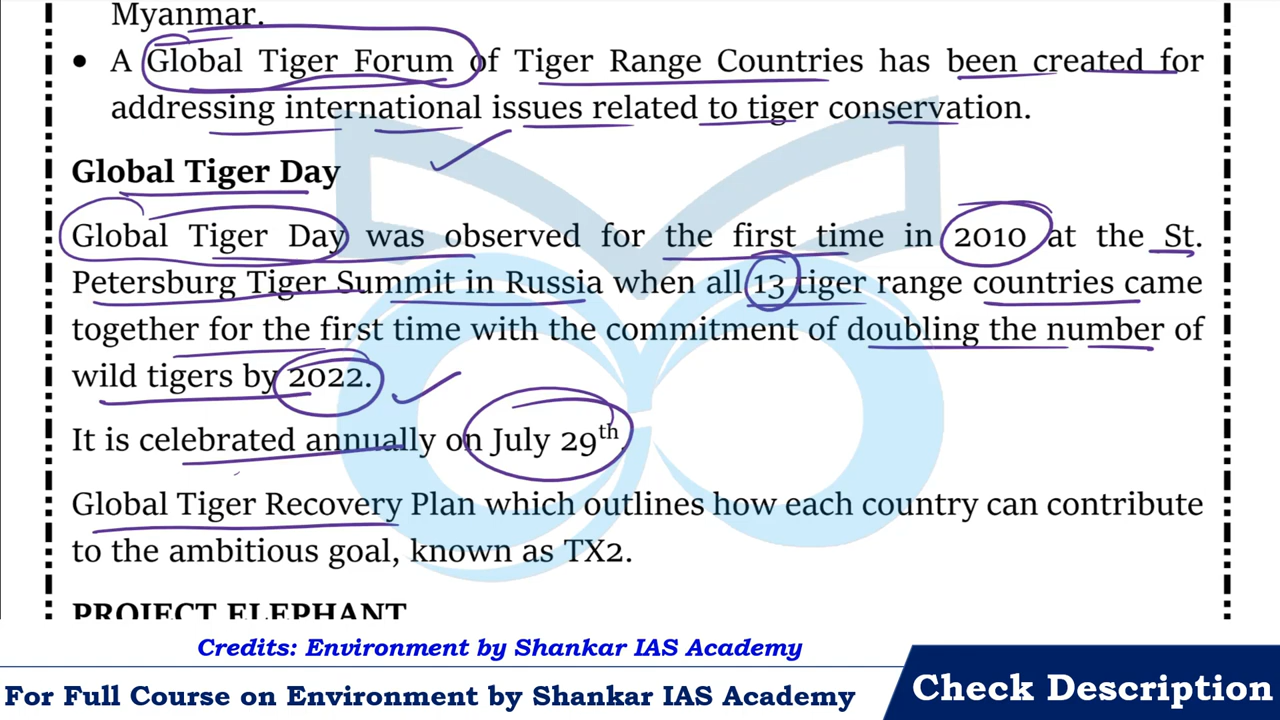 Myanmar.
• A Global Tiger Forum of Tiger Range Countries has been created for
addressing international issues related to tiger conservation.
Global Tiger Day
Global Tiger Day was observed for the first time in 2010 at the St.
Petersburg Tiger Summit in Russia when all 13 tiger range countries came
together for the first time with the commitment of doubling the number of
wild tigers by 2022.
It is celebrated annually on July 29th.
Global Tiger Recovery Plan which outlines how each country can contribute
to the ambitious goal, known as TX2.
PROJECT ELEPHANT
Credits: Environment by Shankar IAS Academy
For Full Course on Environment by Shankar IAS Academy
Check Description